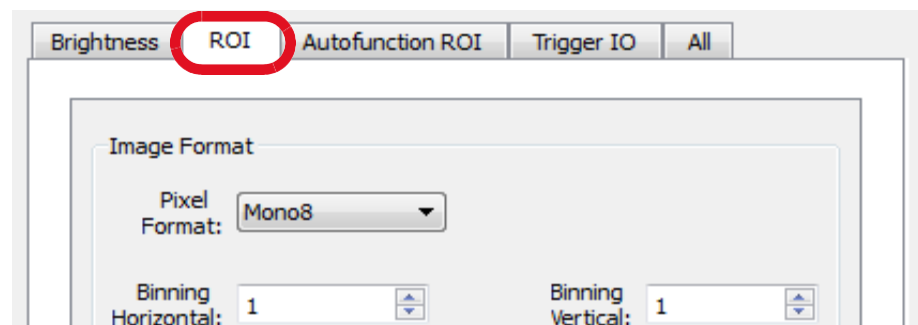 Brightness ROI Autofunction ROI Trigger IO All
Image Format
Pixel
Format: Mono8
Binning
Horizontal: 1
Binning
Vertical: 1